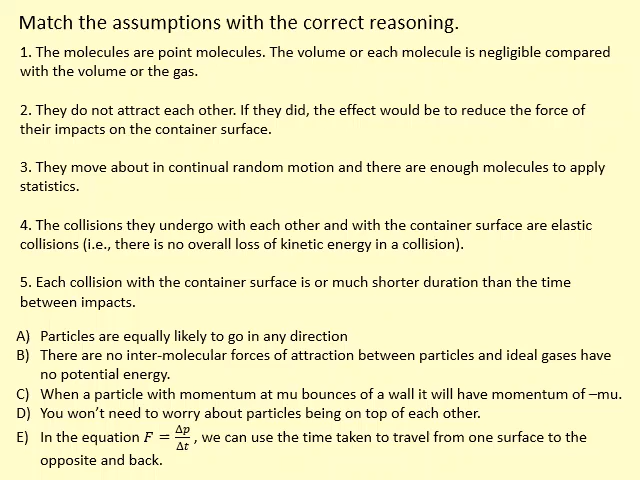 Match the assumptions with the correct reasoning.
1. The molecules are point molecules. The volume or each molecule is negligible compared
with the volume or the gas.
2. They do not attract each other. If they did, the effect would be to reduce the force of
their impacts on the container surface.
3. They move about in continual random motion and there are enough molecules to apply
statistics.
4. The collisions they undergo with each other and with the container surface are elastic
collisions (i.e., there is no overall loss of kinetic energy in a collision).
5. Each collision with the container surface is or much shorter duration than the time
between impacts.
A) Particles are equally likely to go in any direction
B) There are no inter-molecular forces of attraction between particles and ideal gases have
no potential energy.
C) When a particle with momentum at mu bounces of a wall it will have momentum of –mu.
D) You won't need to worry about particles being on top of each other.
E) In the equation F = Δp/Δt, we can use the time taken to travel from one surface to the
opposite and back.